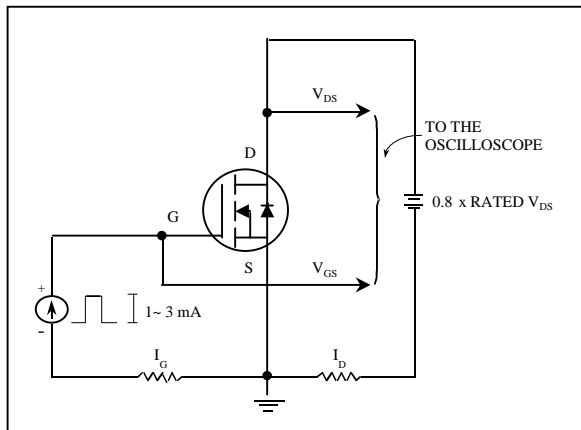 V_DS
TO THE
OSCILLOSCOPE
D
0.8 x RATED V_DS
G
S
V_GS
+
1~ 3 mA
-
I_G
I_D